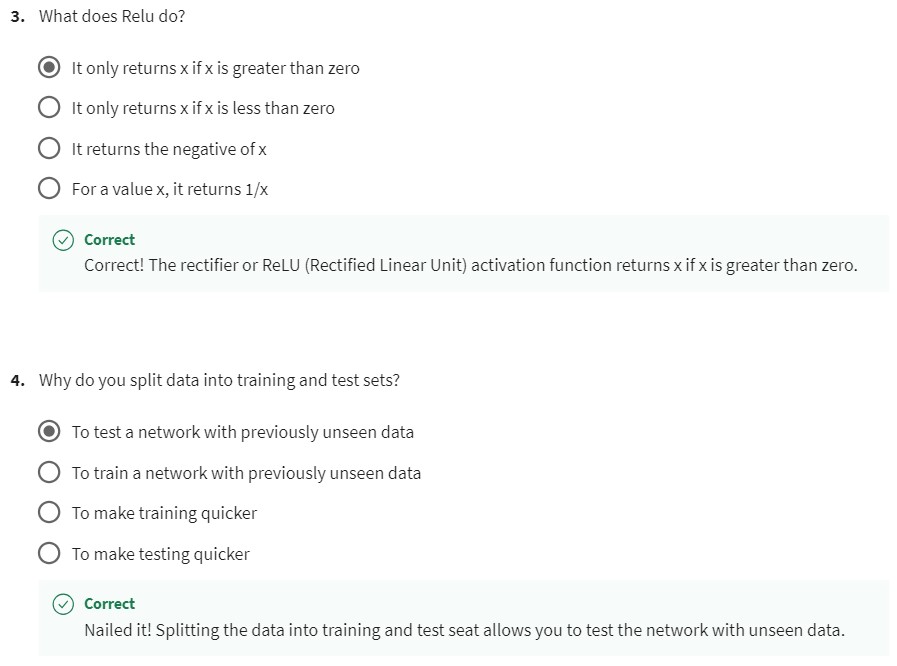 3. What does Relu do?
It only returns x if x is greater than zero
It only returns x if x is less than zero
It returns the negative of x
For a value x, it returns 1/x
Correct
Correct! The rectifier or ReLU (Rectified Linear Unit) activation function returns x if x is greater than zero.
4. Why do you split data into training and test sets?
To test a network with previously unseen data
To train a network with previously unseen data
To make training quicker
To make testing quicker
Correct
Nailed it! Splitting the data into training and test seat allows you to test the network with unseen data.